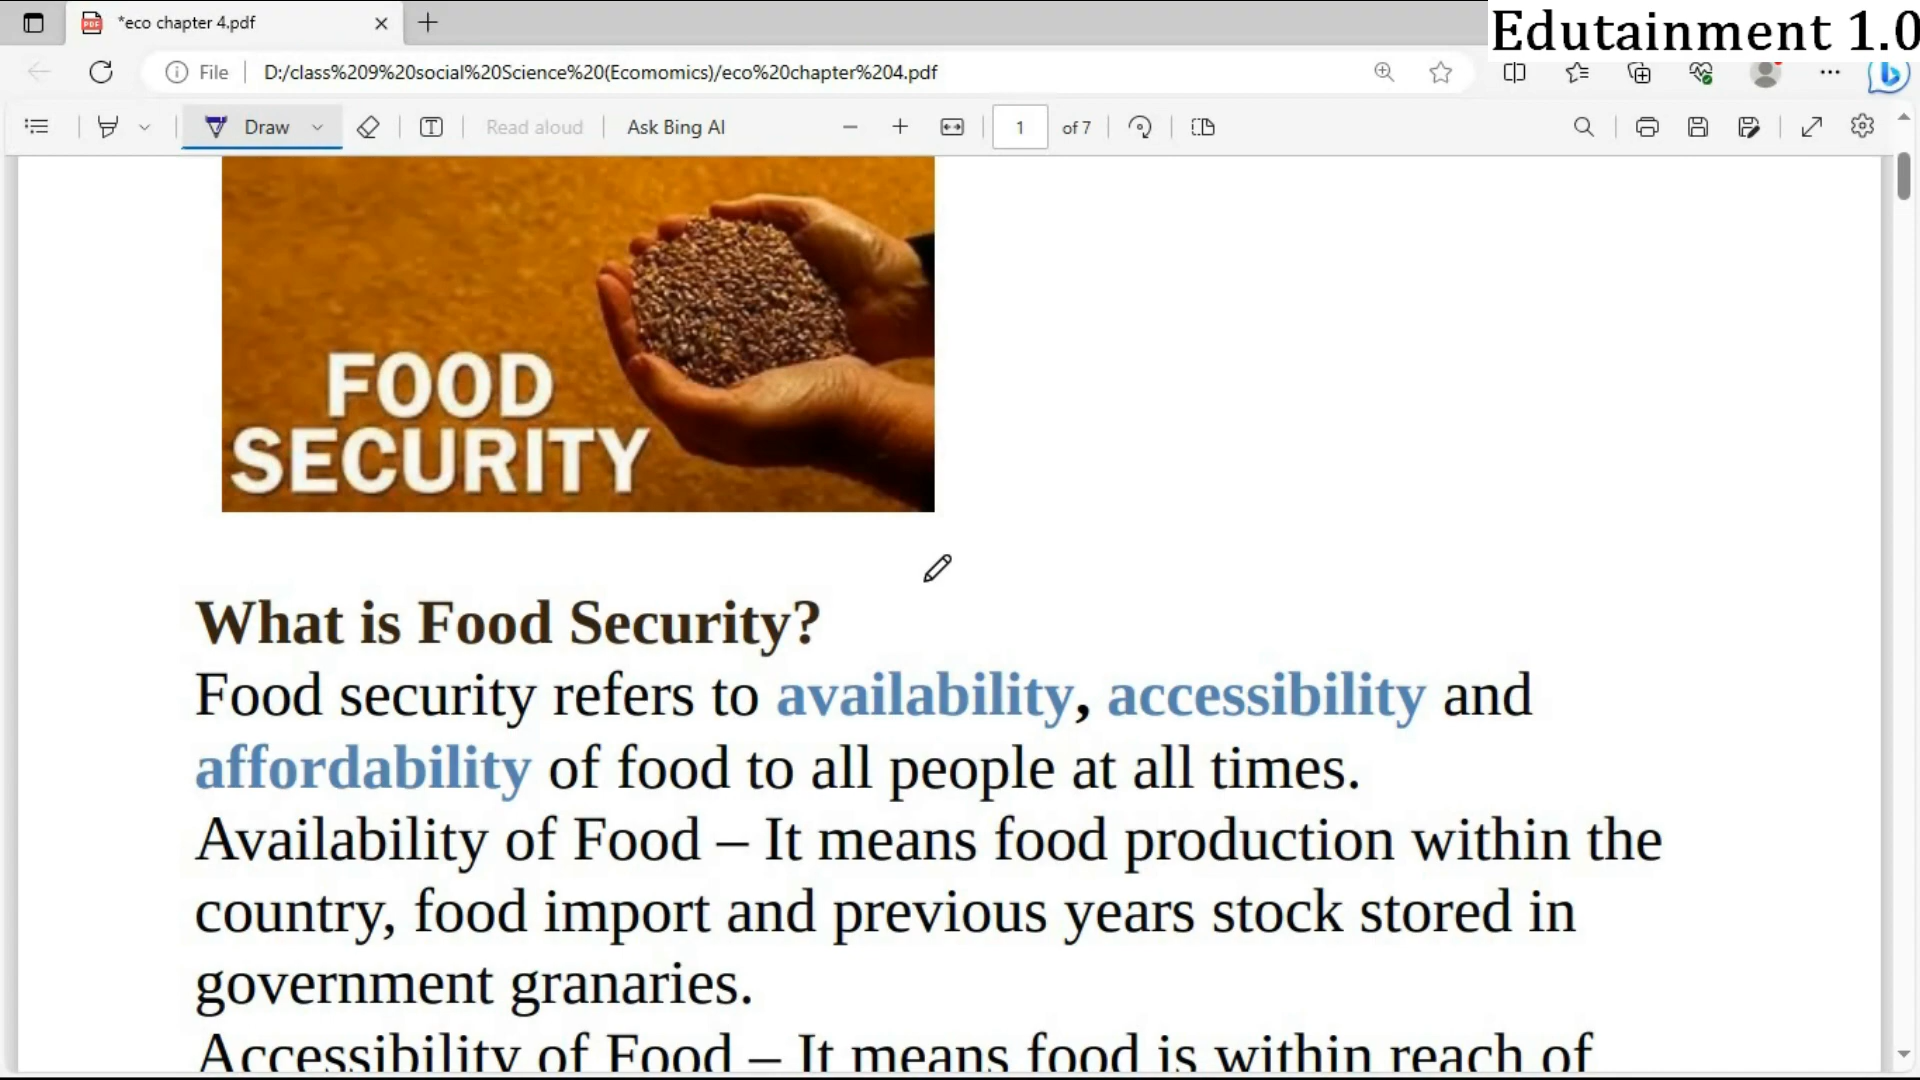 *eco chapter 4.pdf
Edutainment 1.0
File
D:/class%209%20social%20Science%20(Ecomomics)/eco%20chapter%204.pdf
Draw
Read aloud
Ask Bing AI
1
of 7
FOOD
SECURITY
What is Food Security?
Food security refers to availability, accessibility and
affordability of food to all people at all times.
Availability of Food – It means food production within the
country, food import and previous years stock stored in
government granaries.
Accessibility of Food – It means food is within reach of